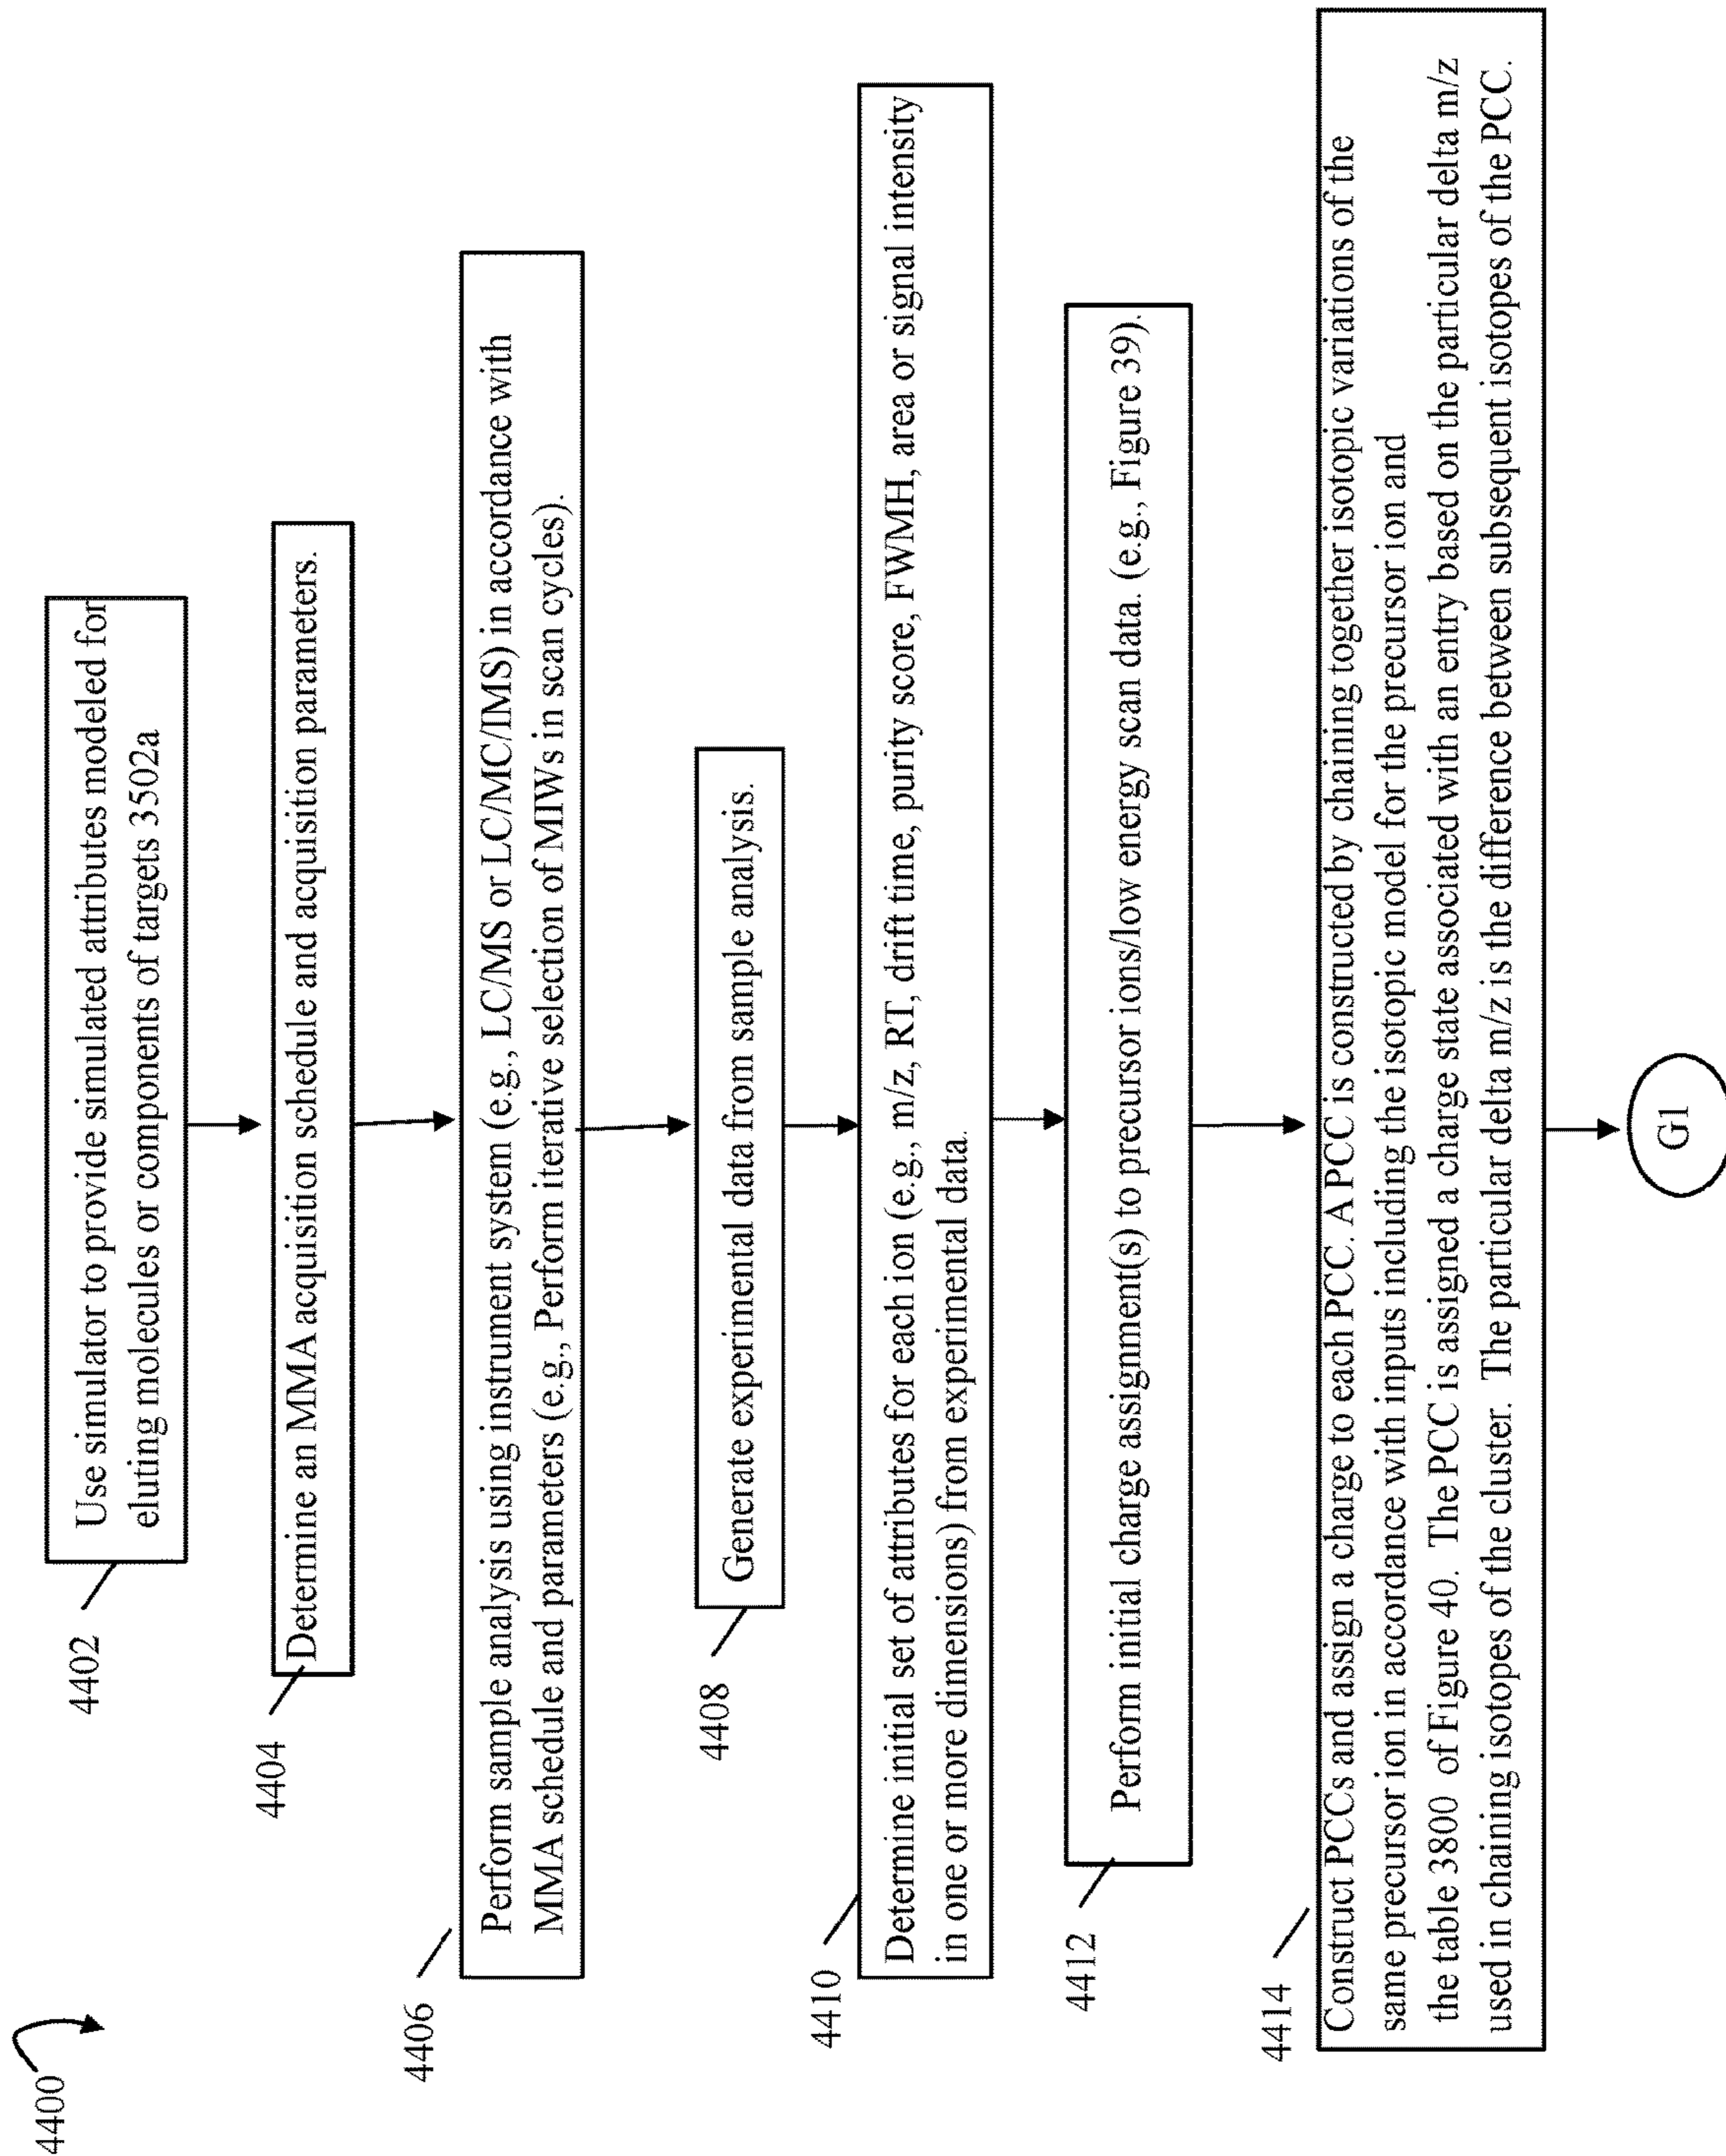 4400
4402
Use simulator to provide simulated attributes modeled for
eluting molecules or components of targets 3502a
4404
Determine an MMA acquisition schedule and acquisition parameters.
4406
Perform sample analysis using instrument system (e.g., LC/MS or LC/MC/IMS) in accordance with
MMA schedule and parameters (e.g., Perform iterative selection of MIWs in scan cycles).
4408
Generate experimental data from sample analysis.
4410
Determine initial set of attributes for each ion (e.g., m/z, RT, drift time, purity score, FWMH, area or signal intensity
in one or more dimensions) from experimental data.
4412
Perform initial charge assignment(s) to precursor ions/low energy scan data. (e.g., Figure 39).
4414
Construct PCCs and assign a charge to each PCC. A PCC is constructed by chaining together isotopic variations of the
same precursor ion in accordance with inputs including the isotopic model for the precursor ion and
the table 3800 of Figure 40. The PCC is assigned a charge state associated with an entry based on the particular delta m/z
used in chaining isotopes of the cluster. The particular delta m/z is the difference between subsequent isotopes of the PCC.
G1